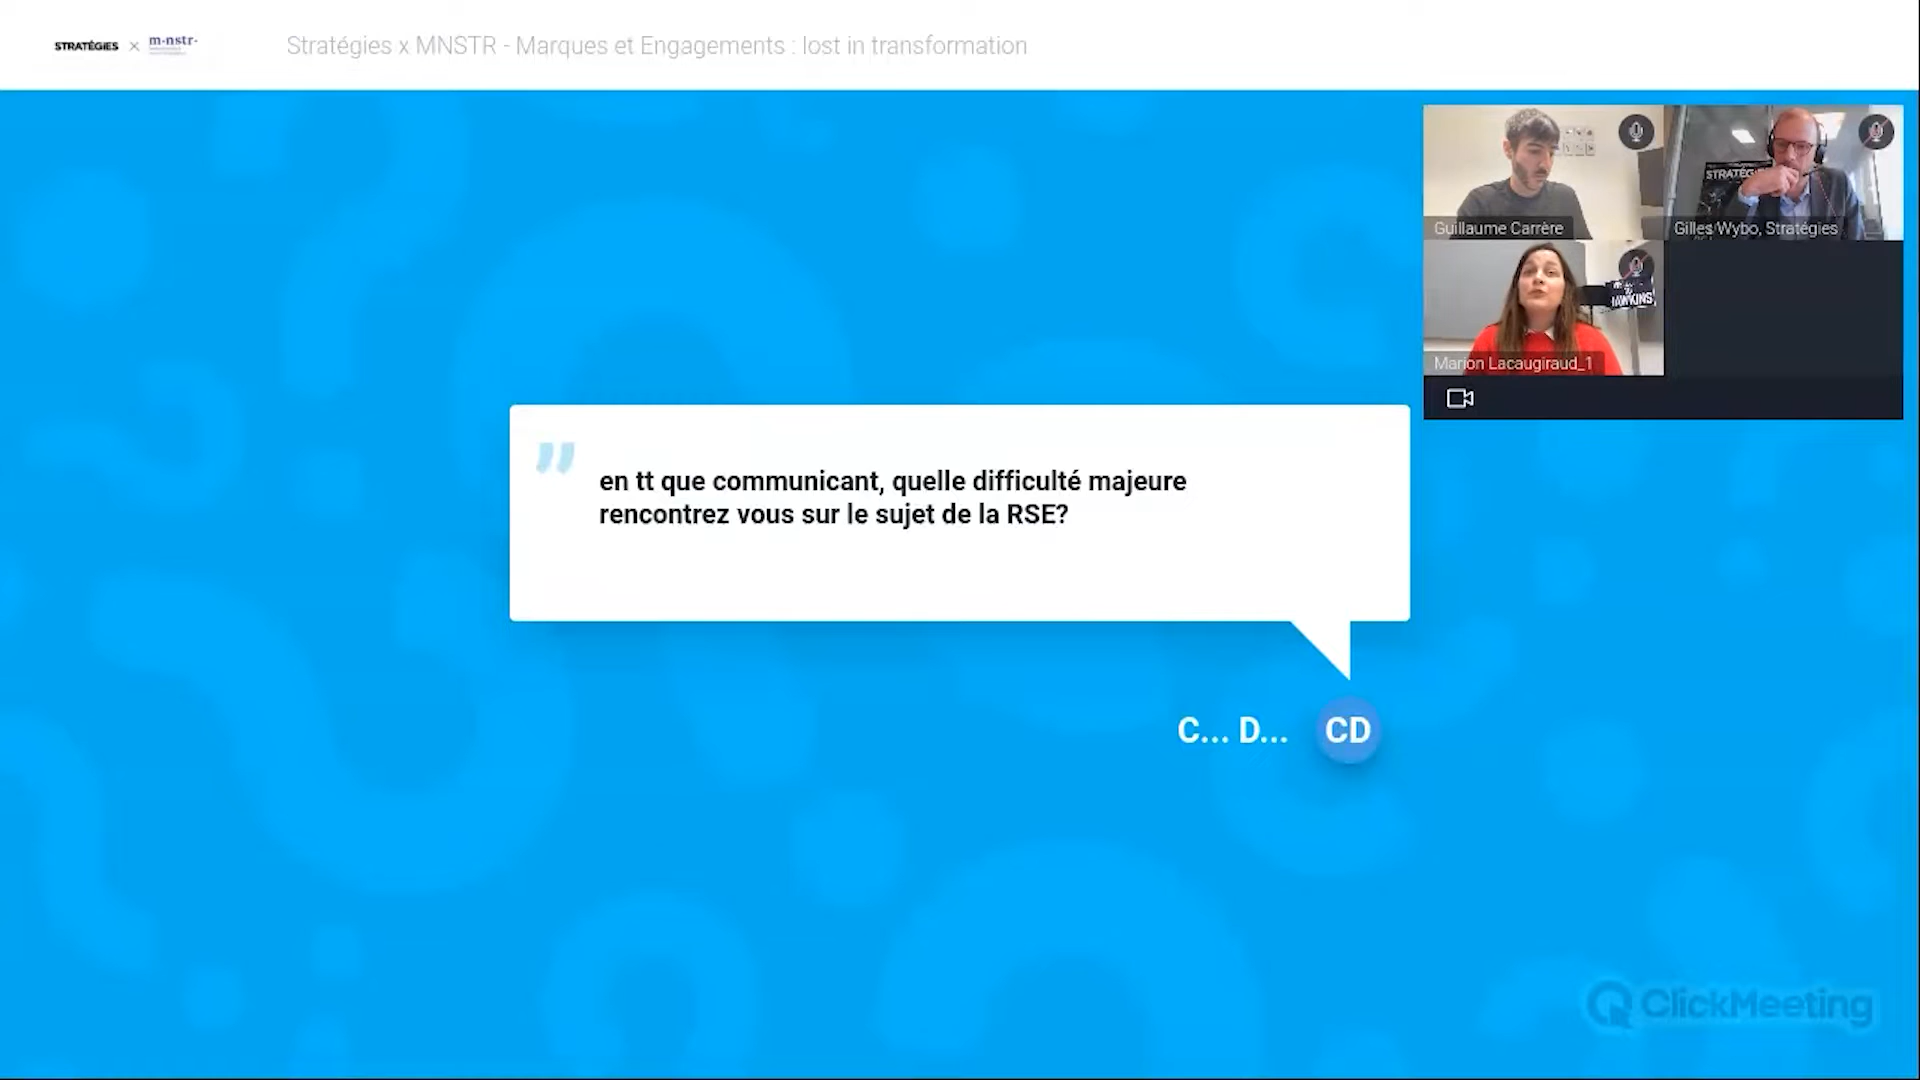 STRATÉGIES × m·nstr·
Stratégies x MNSTR - Marques et Engagements : lost in transformation
Guillaume Carrère
STRATÉGI
Gilles Wybo, Stratégies
HAWKINS
Marion Lacaugiraud_1
en tt que communicant, quelle difficulté majeure
rencontrez vous sur le sujet de la RSE?
C... D... CD
ClickMeeting